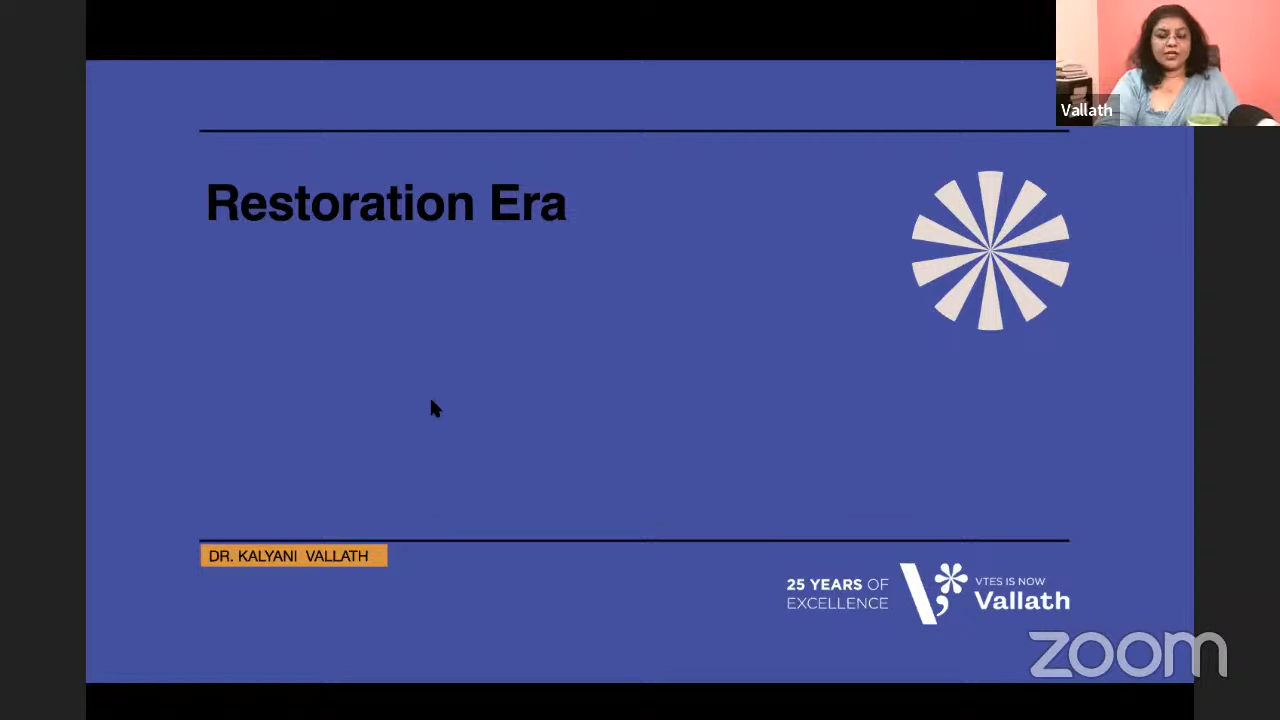 Vallath
Restoration Era
DR. KALYANI VALLATH
25 YEARS OF
EXCELLENCE
VTES IS NOW
Vallath
zoom